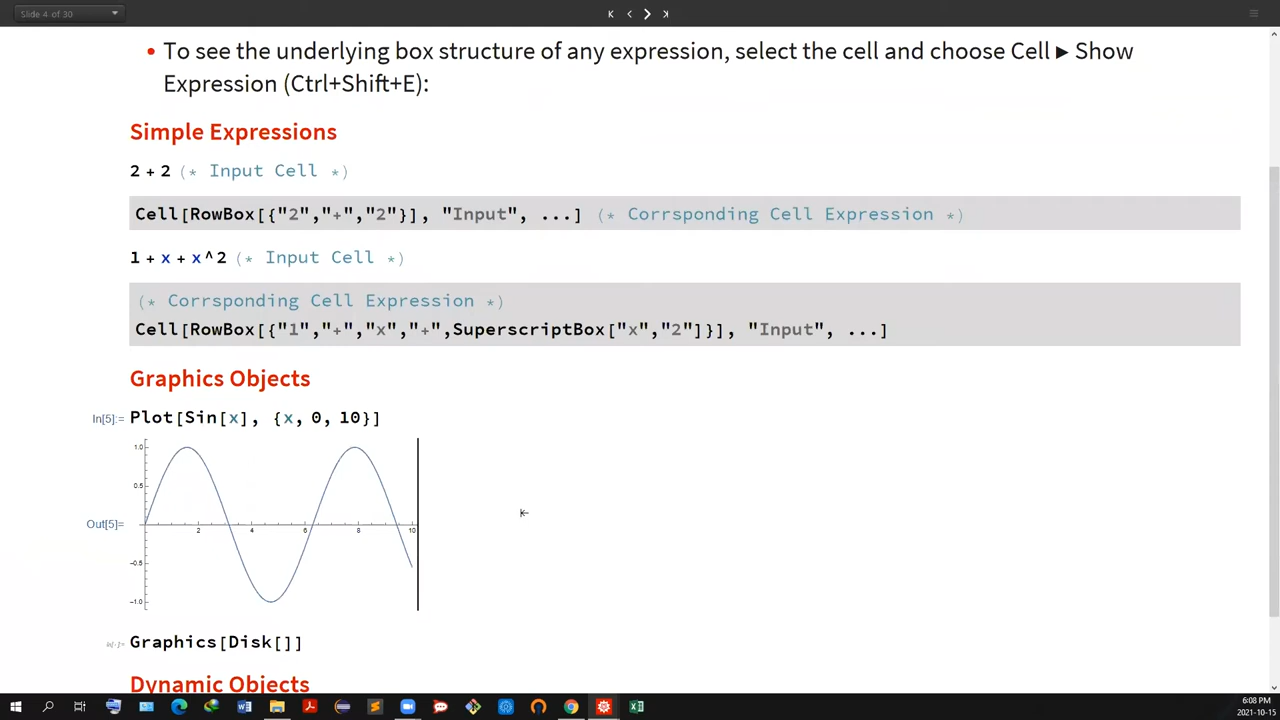 Slide 4 of 30
• To see the underlying box structure of any expression, select the cell and choose Cell ▶ Show
Expression (Ctrl+Shift+E):
Simple Expressions
2 + 2 (* Input Cell *)
Cell[RowBox[{"2","+","2"}], "Input", ...] (* Corrsponding Cell Expression *)
1 + x + x^2 (* Input Cell *)
(* Corrsponding Cell Expression *)
Cell[RowBox[{"1","+","x","+",SuperscriptBox["x","2"]}], "Input", ...]
Graphics Objects
In[5]:= Plot[Sin[x], {x, 0, 10}]
1.0
0.5
Out[5]=
2 4 6 8 10
-0.5
-1.0
In[•]:= Graphics[Disk[]]
Dynamic Objects
6:08 PM
2021-10-15